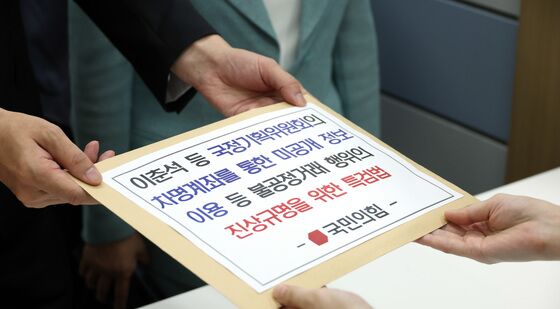 이춘석 등 국정기획위원회의
차명계좌를 통한 미공개 정보
이용 등 불공정거래 행위의
진상규명을 위한 특검법
- 국민의힘 -